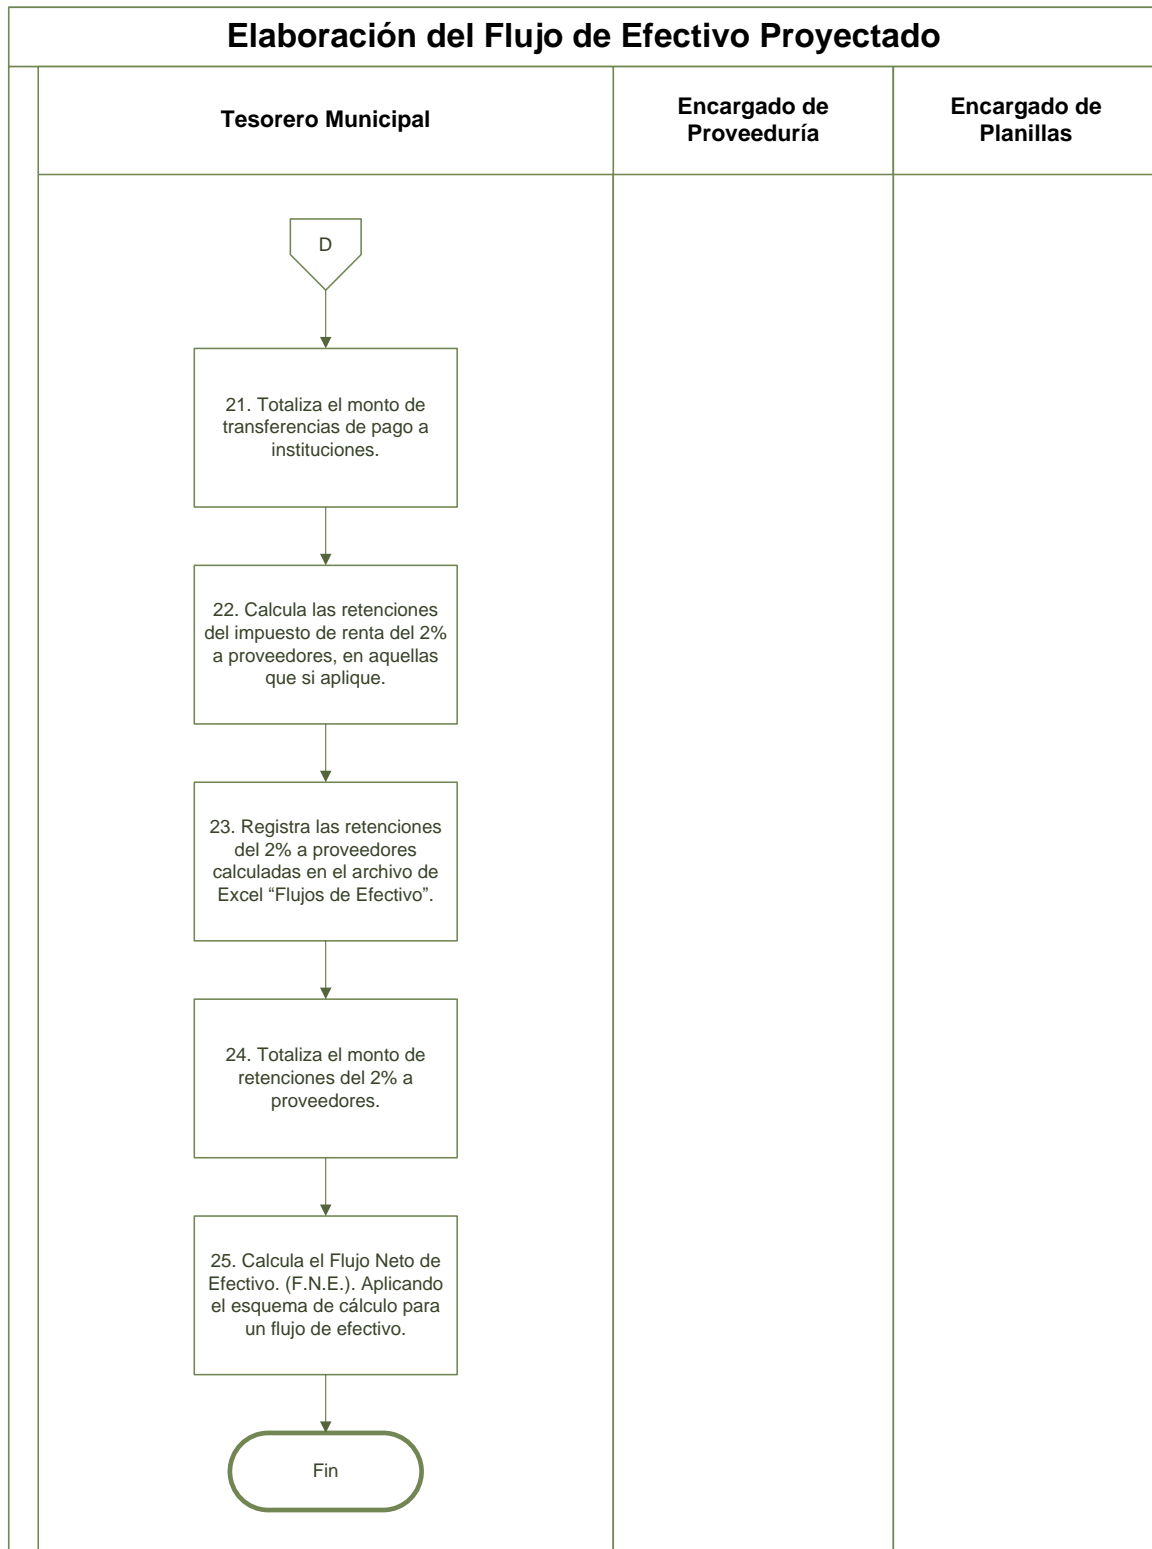 Elaboración del Flujo de Efectivo Proyectado
Tesorero Municipal
Encargado de
Proveeduría
Encargado de
Planillas
D
21. Totaliza el monto de
transferencias de pago a
instituciones.
22. Calcula las retenciones
del impuesto de renta del 2%
a proveedores, en aquellas
que si aplique.
23. Registra las retenciones
del 2% a proveedores
calculadas en el archivo de
Excel “Flujos de Efectivo”.
24. Totaliza el monto de
retenciones del 2% a
proveedores.
25. Calcula el Flujo Neto de
Efectivo. (F.N.E.). Aplicando
el esquema de cálculo para
un flujo de efectivo.
Fin